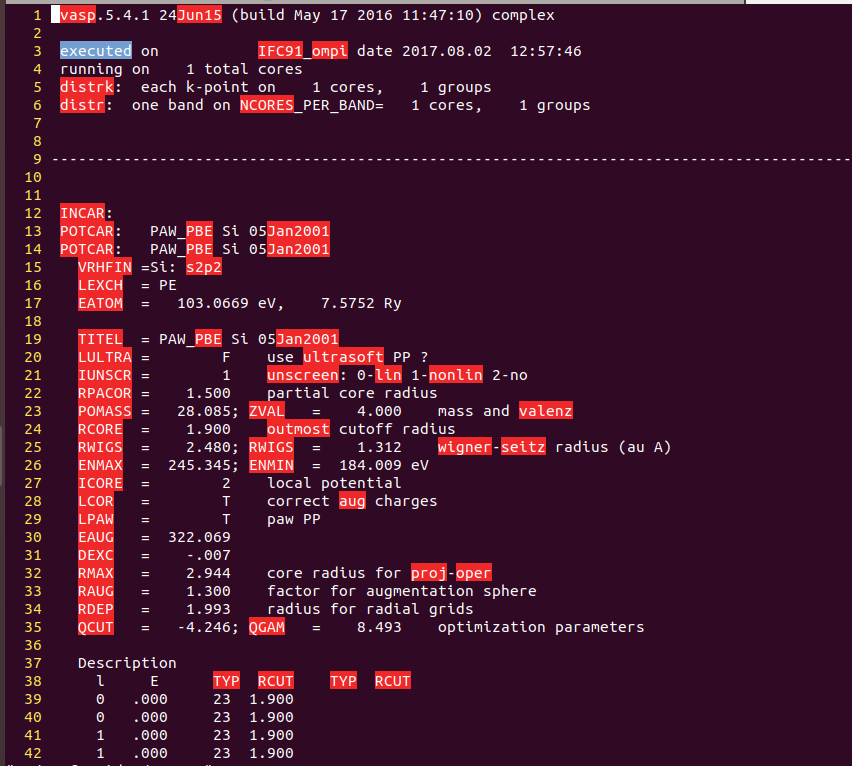 1 vasp.5.4.1 24Jun15 (build May 17 2016 11:47:10) complex
2
3 executed on             IFC91_ompi date 2017.08.02  12:57:46
4 running on    1 total cores
5 distrk:  each k-point on    1 cores,    1 groups
6 distr:  one band on NCORES_PER_BAND=   1 cores,    1 groups
7
8
9 -----------------------------------------------------------------------------------------
10
11
12 INCAR:
13 POTCAR:   PAW_PBE Si 05Jan2001
14 POTCAR:   PAW_PBE Si 05Jan2001
15   VRHFIN =Si: s2p2
16   LEXCH  = PE
17   EATOM  =   103.0669 eV,    7.5752 Ry
18
19   TITEL  = PAW_PBE Si 05Jan2001
20   LULTRA =        F    use ultrasoft PP ?
21   IUNSCR =        1    unscreen: 0-lin 1-nonlin 2-no
22   RPACOR =    1.500    partial core radius
23   POMASS =   28.085; ZVAL   =    4.000    mass and valenz
24   RCORE  =    1.900    outmost cutoff radius
25   RWIGS  =    2.480; RWIGS  =    1.312    wigner-seitz radius (au A)
26   ENMAX  =  245.345; ENMIN  =  184.009 eV
27   ICORE  =        2    local potential
28   LCOR   =        T    correct aug charges
29   LPAW   =        T    paw PP
30   EAUG   =  322.069
31   DEXC   =    -.007
32   RMAX   =    2.944    core radius for proj-oper
33   RAUG   =    1.300    factor for augmentation sphere
34   RDEP   =    1.993    radius for radial grids
35   QCUT   =   -4.246; QGAM   =    8.493    optimization parameters
36
37   Description
38     l     E      TYP  RCUT    TYP  RCUT
39     0   .000     23  1.900
40     0   .000     23  1.900
41     1   .000     23  1.900
42     1   .000     23  1.900